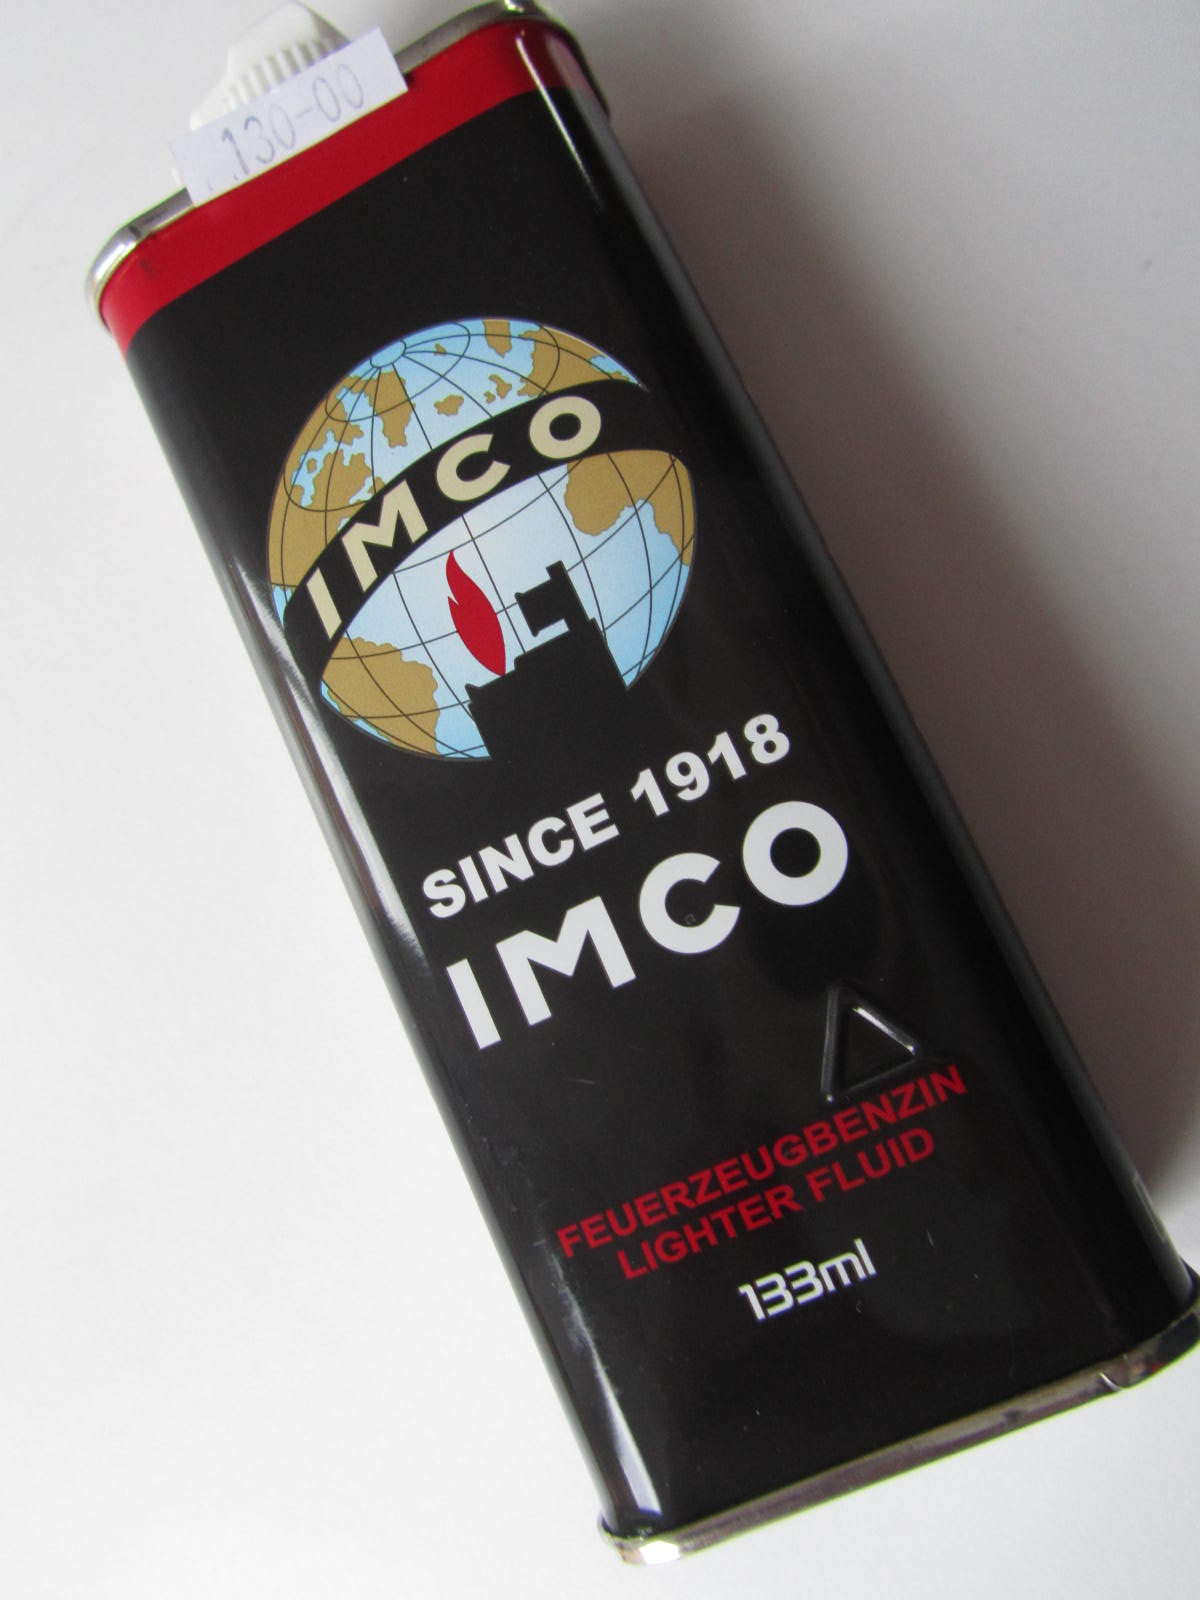 130-00
IMCO
SINCE 1918
IMCO
FEUERZEUGBENZIN
LIGHTER FLUID
133ml